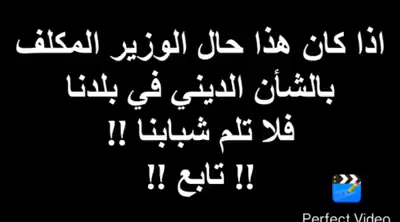 اذا كان هذا حال الوزير المكلف
بالشأن الديني في بلدنا
فلا تلم شبابنا !!
!! تابع !!
Perfect Video